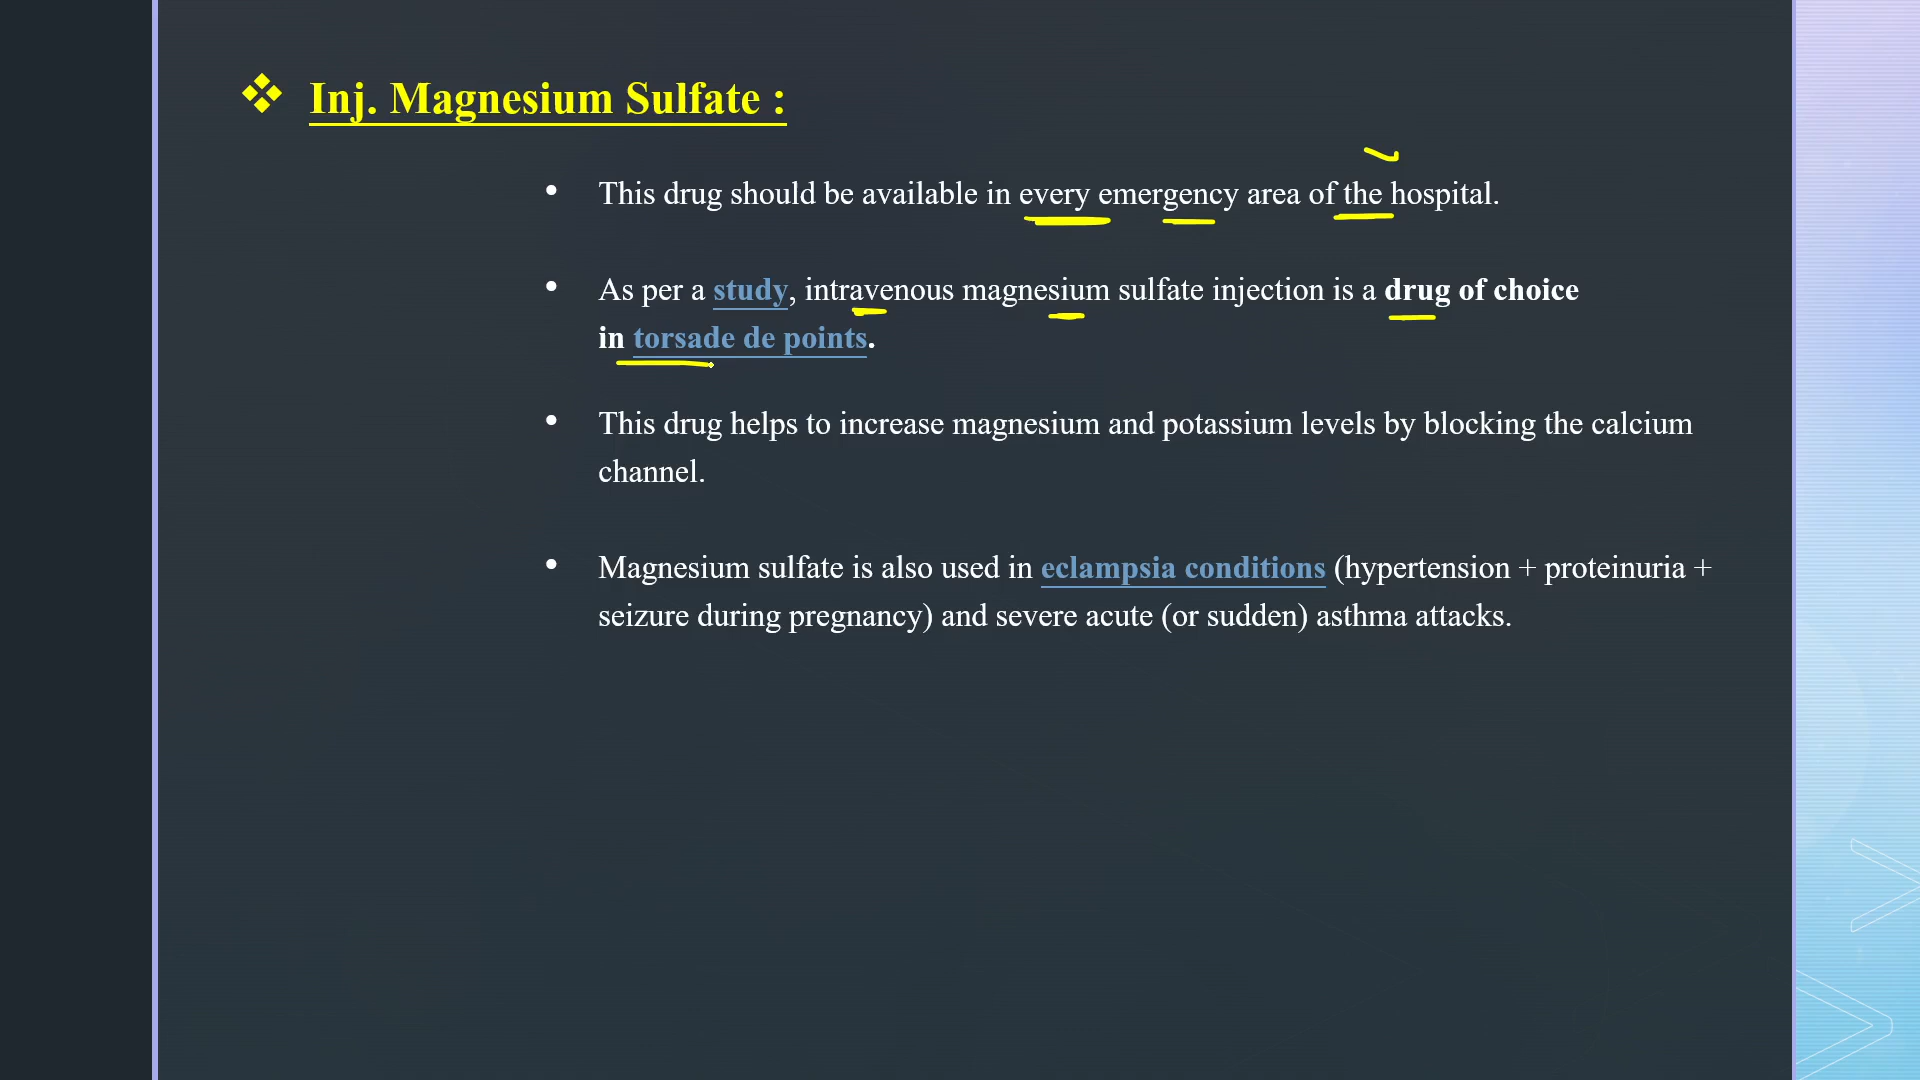 ❖ Inj. Magnesium Sulfate :
• This drug should be available in every emergency area of the hospital.
• As per a study, intravenous magnesium sulfate injection is a drug of choice
in torsade de points.
• This drug helps to increase magnesium and potassium levels by blocking the calcium
channel.
• Magnesium sulfate is also used in eclampsia conditions (hypertension + proteinuria +
seizure during pregnancy) and severe acute (or sudden) asthma attacks.